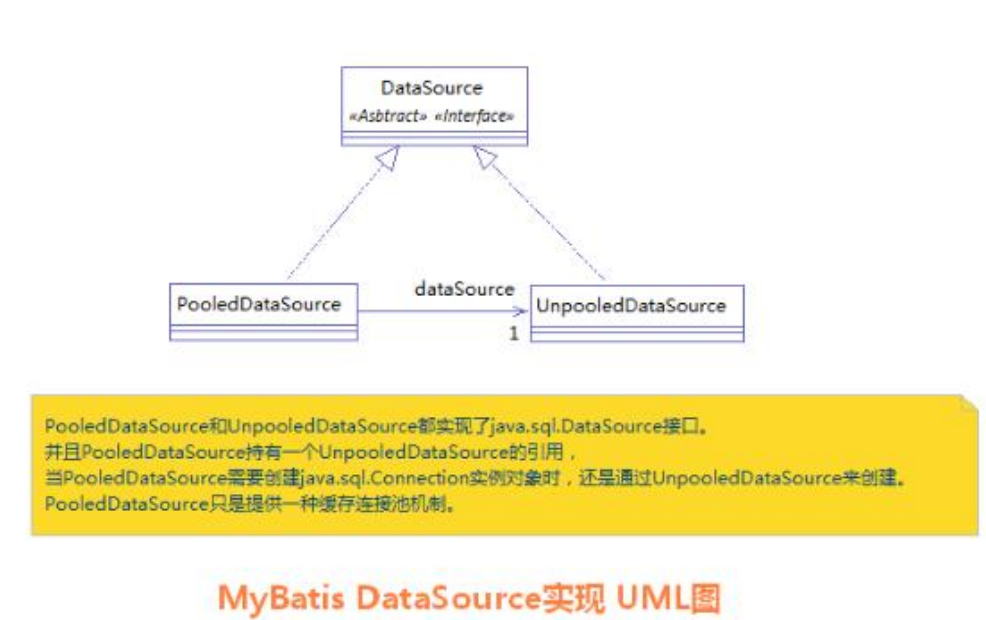 DataSource
«Asbtract» «Interface»
dataSource
PooledDataSource
UnpooledDataSource
1
PooledDataSource和UnpooledDataSource都实现了java.sql.DataSource接口。
并且PooledDataSource持有一个UnpooledDataSource的引用，
当PooledDataSource需要创建java.sql.Connection实例对象时，还是通过UnpooledDataSource来创建。
PooledDataSource只是提供一种缓存连接池机制。
MyBatis DataSource实现 UML图